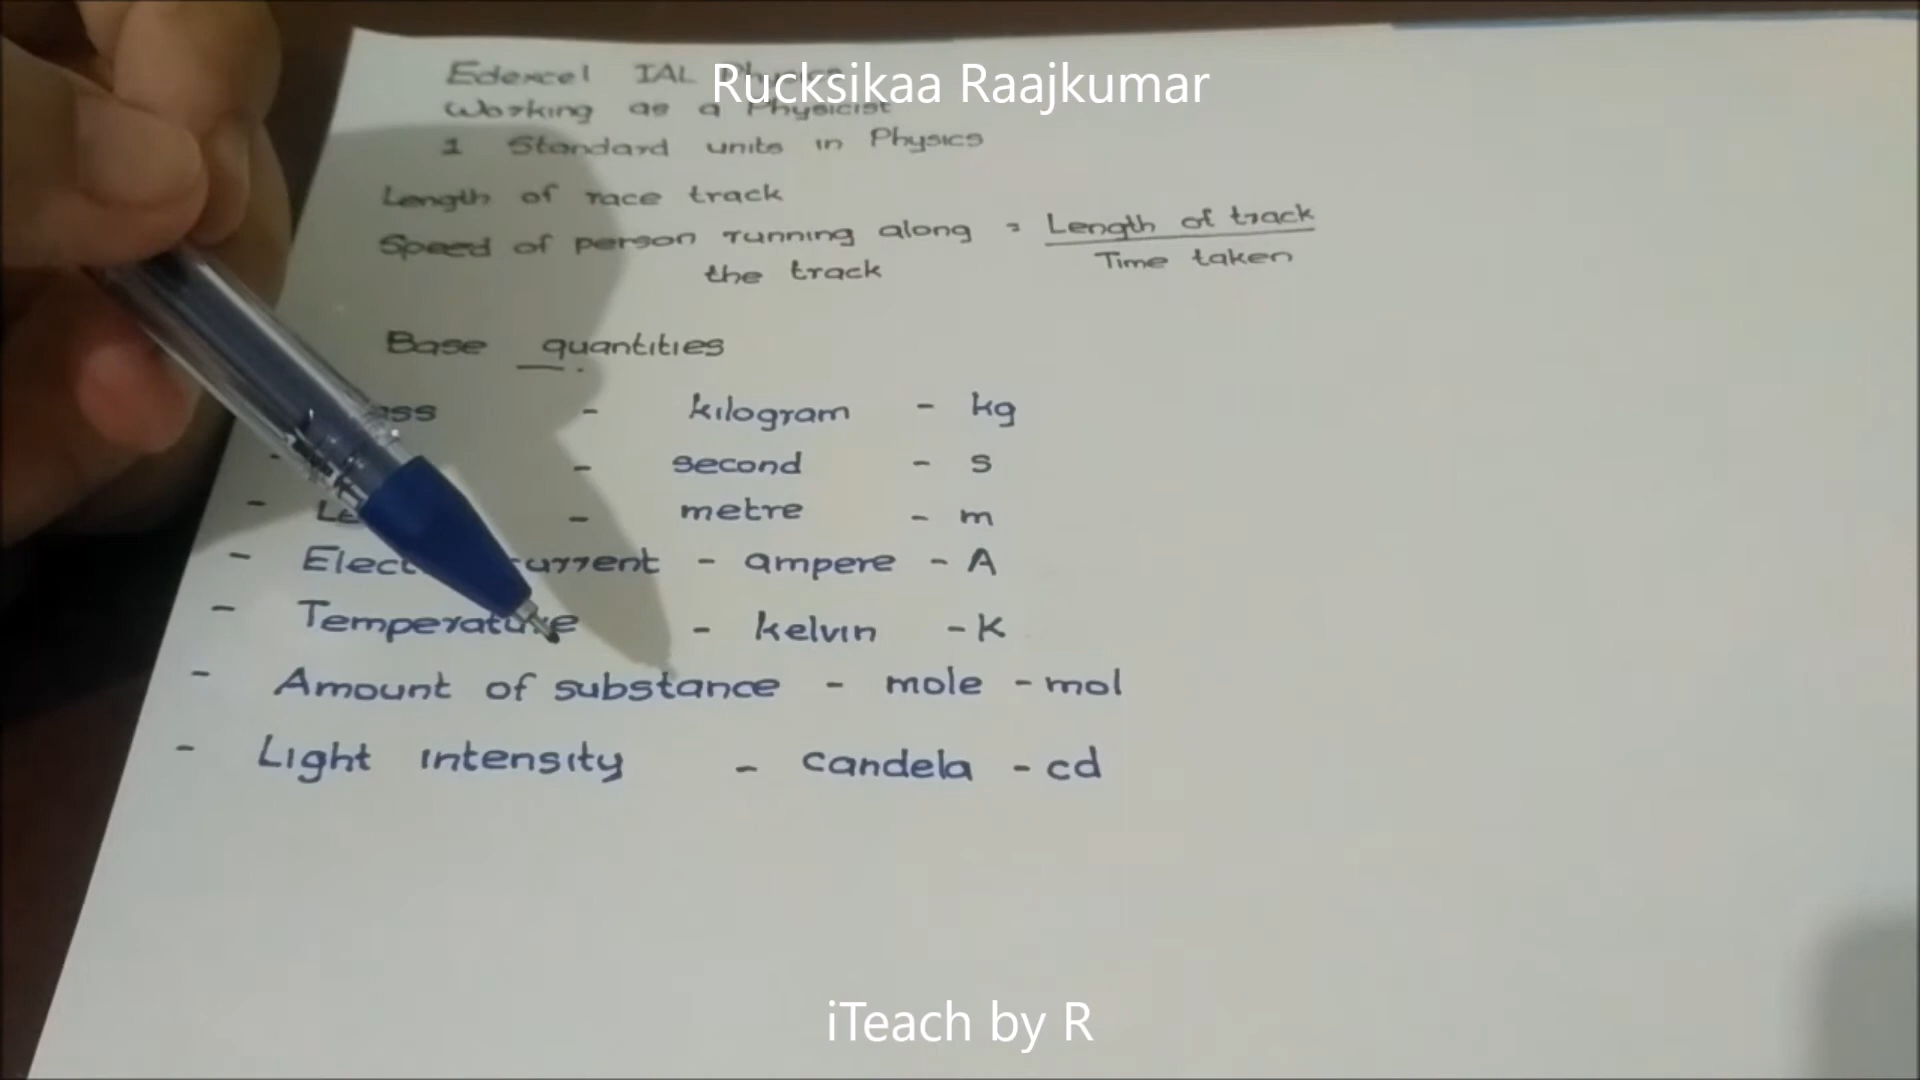 Edexcel IAL
Rucksikaa Raajkumar
Working as a Physicist
1 Standard units in Physics
Length of race track
Speed of person running along = Length of track
the track Time taken
Base quantities
- kilogram - kg
- - second - s
- - metre - m
- current - ampere - A
- Temperature - kelvin - K
- Amount of substance - mole - mol
- Light intensity - candela - cd
iTeach by R